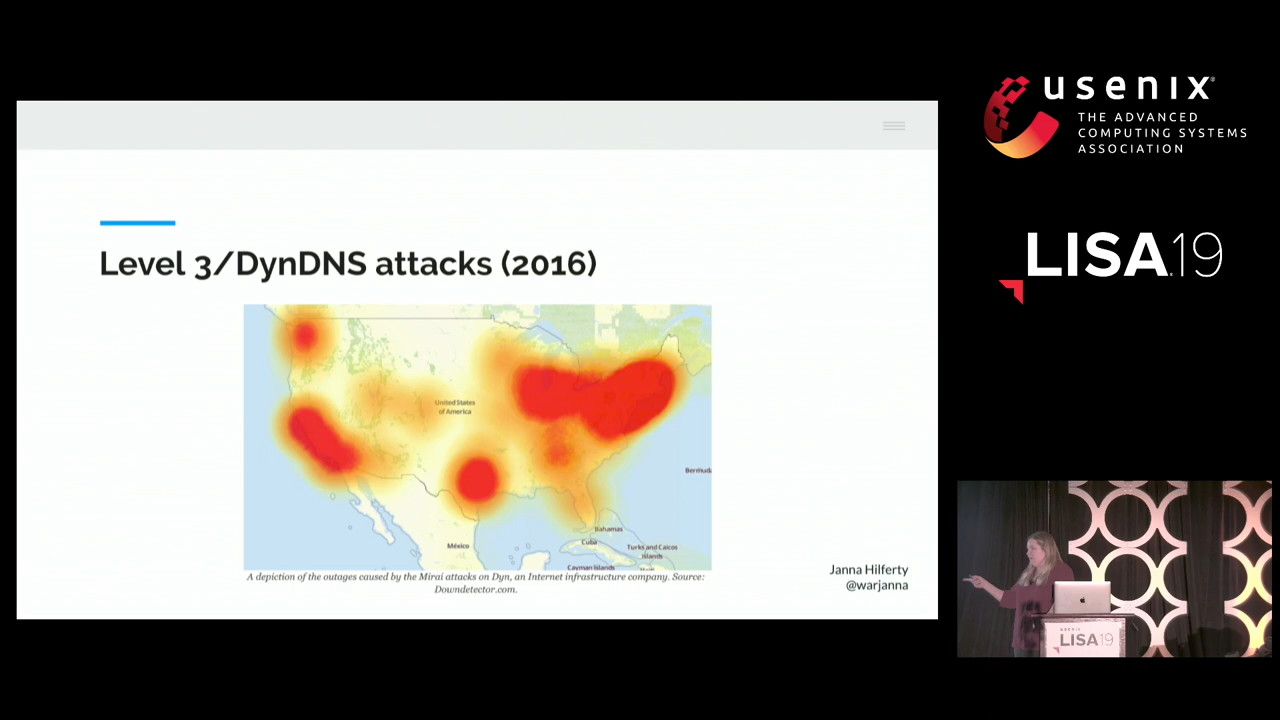 Level 3/DynDNS attacks (2016)
United States
of America
Bermuda
Bahamas
México
Cuba
Turks and Caicos
Islands
Cayman Islands
A depiction of the outages caused by the Mirai attacks on Dyn, an Internet infrastructure company. Source:
Downdetector.com.
Janna Hilferty
@warjanna
usenix
THE ADVANCED
COMPUTING SYSTEMS
ASSOCIATION
LISA19
USENIX
LISA19